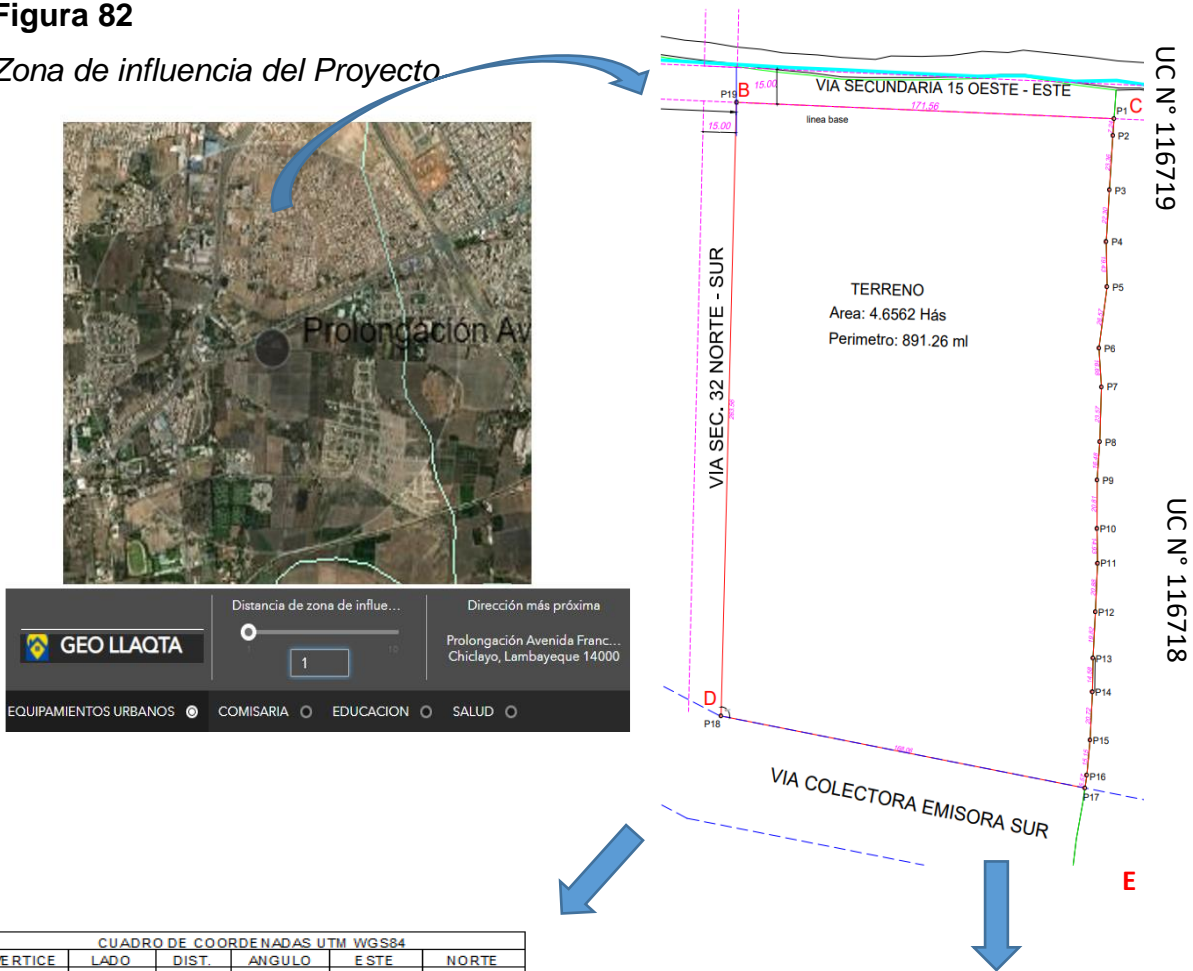 Figura 82
Zona de influencia del Proyecto
Prolongación Av
Distancia de zona de influe...
Dirección más próxima
GEO LLAQTA
1
10
1
Prolongación Avenida Franc...
Chiclayo, Lambayeque 14000
EQUIPAMIENTOS URBANOS
COMISARIA
EDUCACION
SALUD
P19
B
15.00
VIA SECUNDARIA 15 OESTE - ESTE
171.56
linea base
15.00
P1
C
P2
P3
P4
P5
P6
P7
P8
P9
P10
P11
P12
P13
P14
P15
P16
P17
UC N° 116719
UC N° 116718
TERRENO
Area: 4.6562 Hás
Perimetro: 891.26 ml
VIA SEC. 32 NORTE - SUR
D
P18
VIA COLECTORA EMISORA SUR
E
CUADRO DE COORDENADAS UTM WGS84
LADO DIST. ANGULO ESTE NORTE